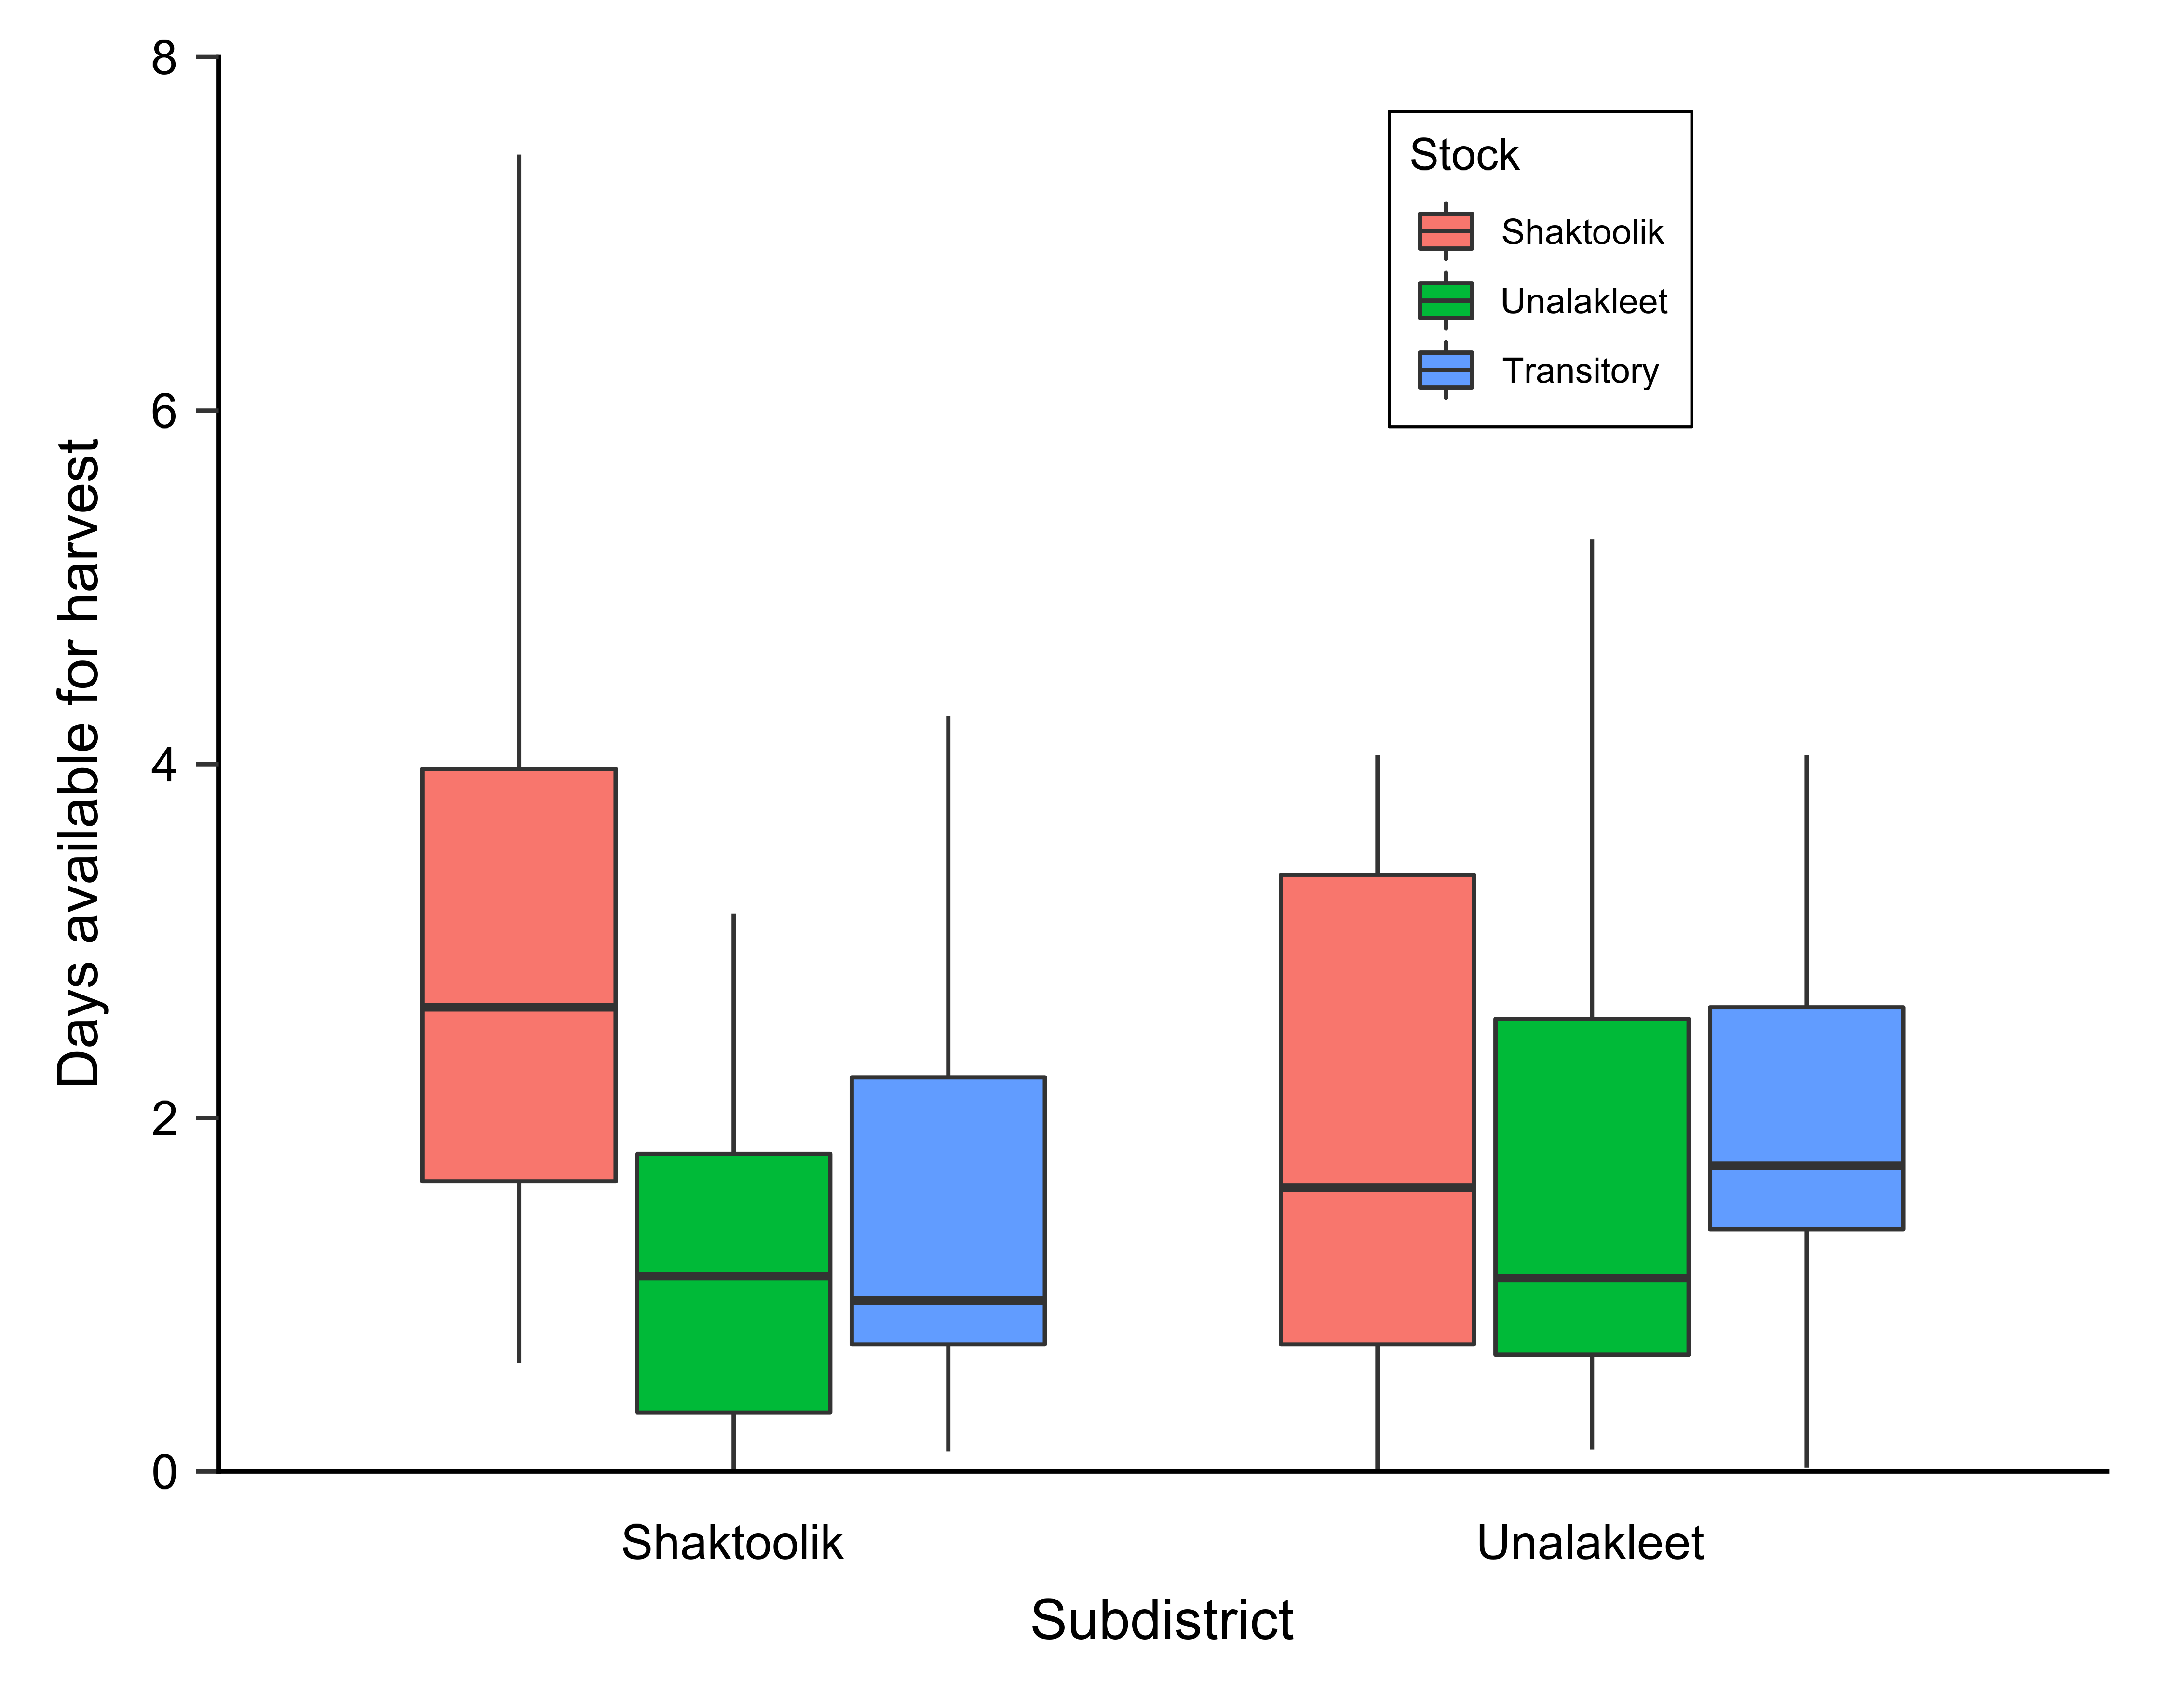 Days available for harvest
8
6
4
2
0
Stock
Shaktoolik
Unalakleet
Transitory
Shaktoolik
Unalakleet
Subdistrict